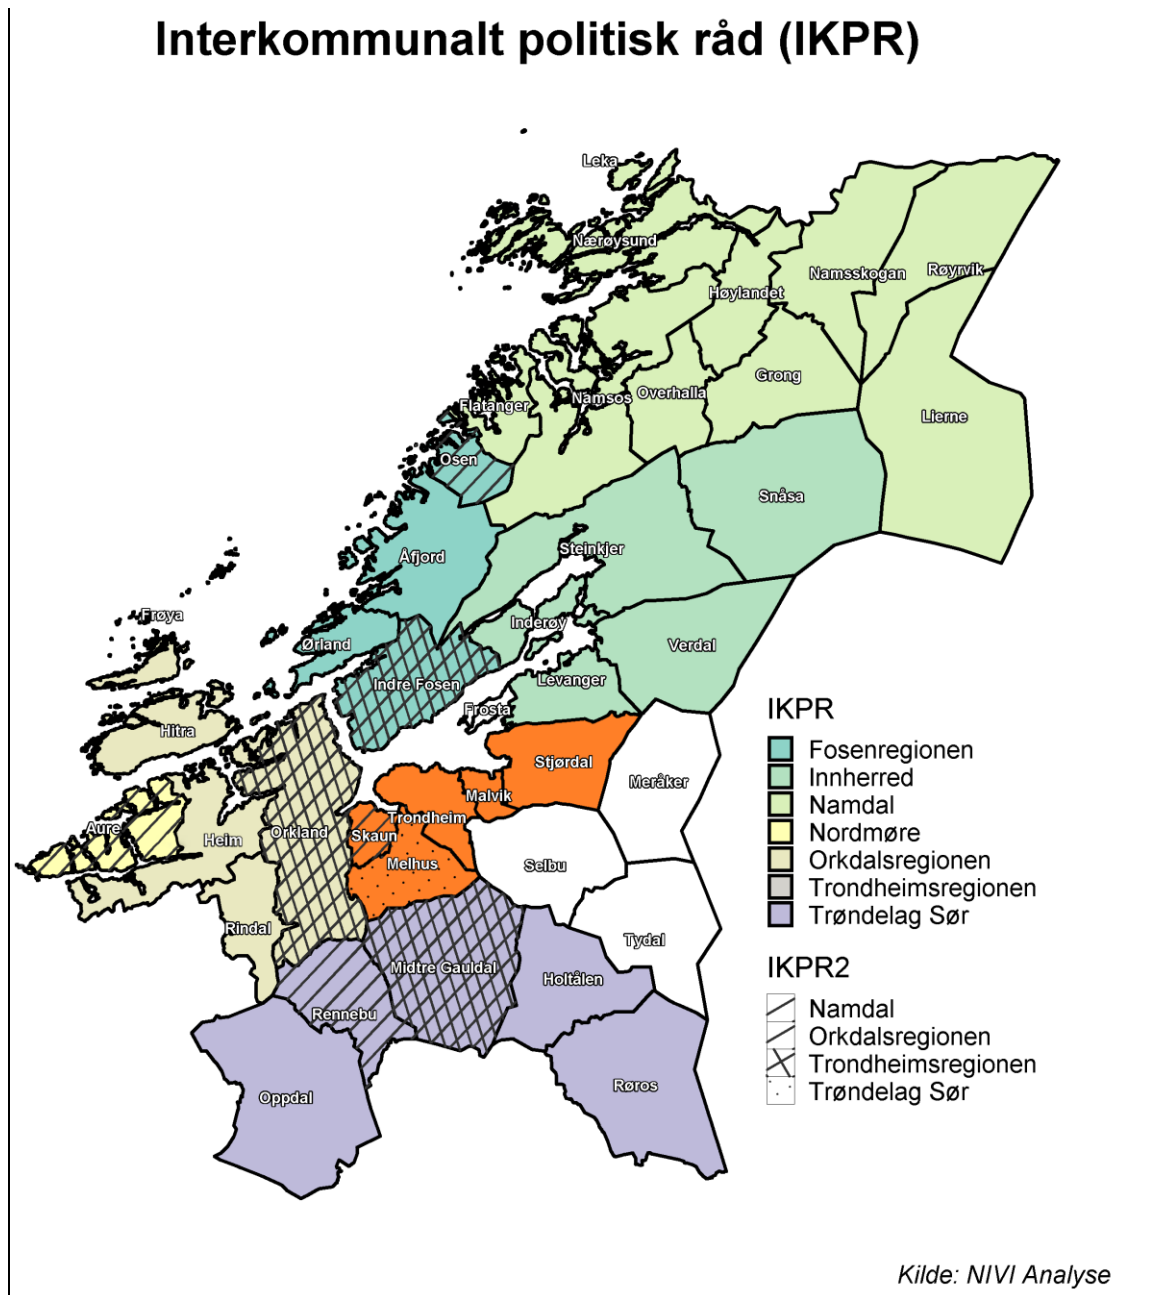 Interkommunalt politisk råd (IKPR)
Leka
Nærøysund
Namsskogan
Røyrvik
Høylandet
Grong
Overhalla
Namsos
Flatanger
Lierne
Osen
Snåsa
Steinkjer
Åfjord
Frøya
Inderøy
Ørland
Verdal
Indre Fosen
Levanger
Frosta
Hitra
IKPR
Fosenregionen
Innherred
Namdal
Nordmøre
Orkdalsregionen
Trondheimsregionen
Trøndelag Sør
Stjørdal
Meråker
Malvik
Trondheim
Aure
Heim
Orkland
Skaun
Melhus
Selbu
Rindal
Tydal
Midtre Gauldal
Holtålen
Rennebu
Oppdal
Røros
IKPR2
Namdal
Orkdalsregionen
Trondheimsregionen
Trøndelag Sør
Kilde: NIVI Analyse